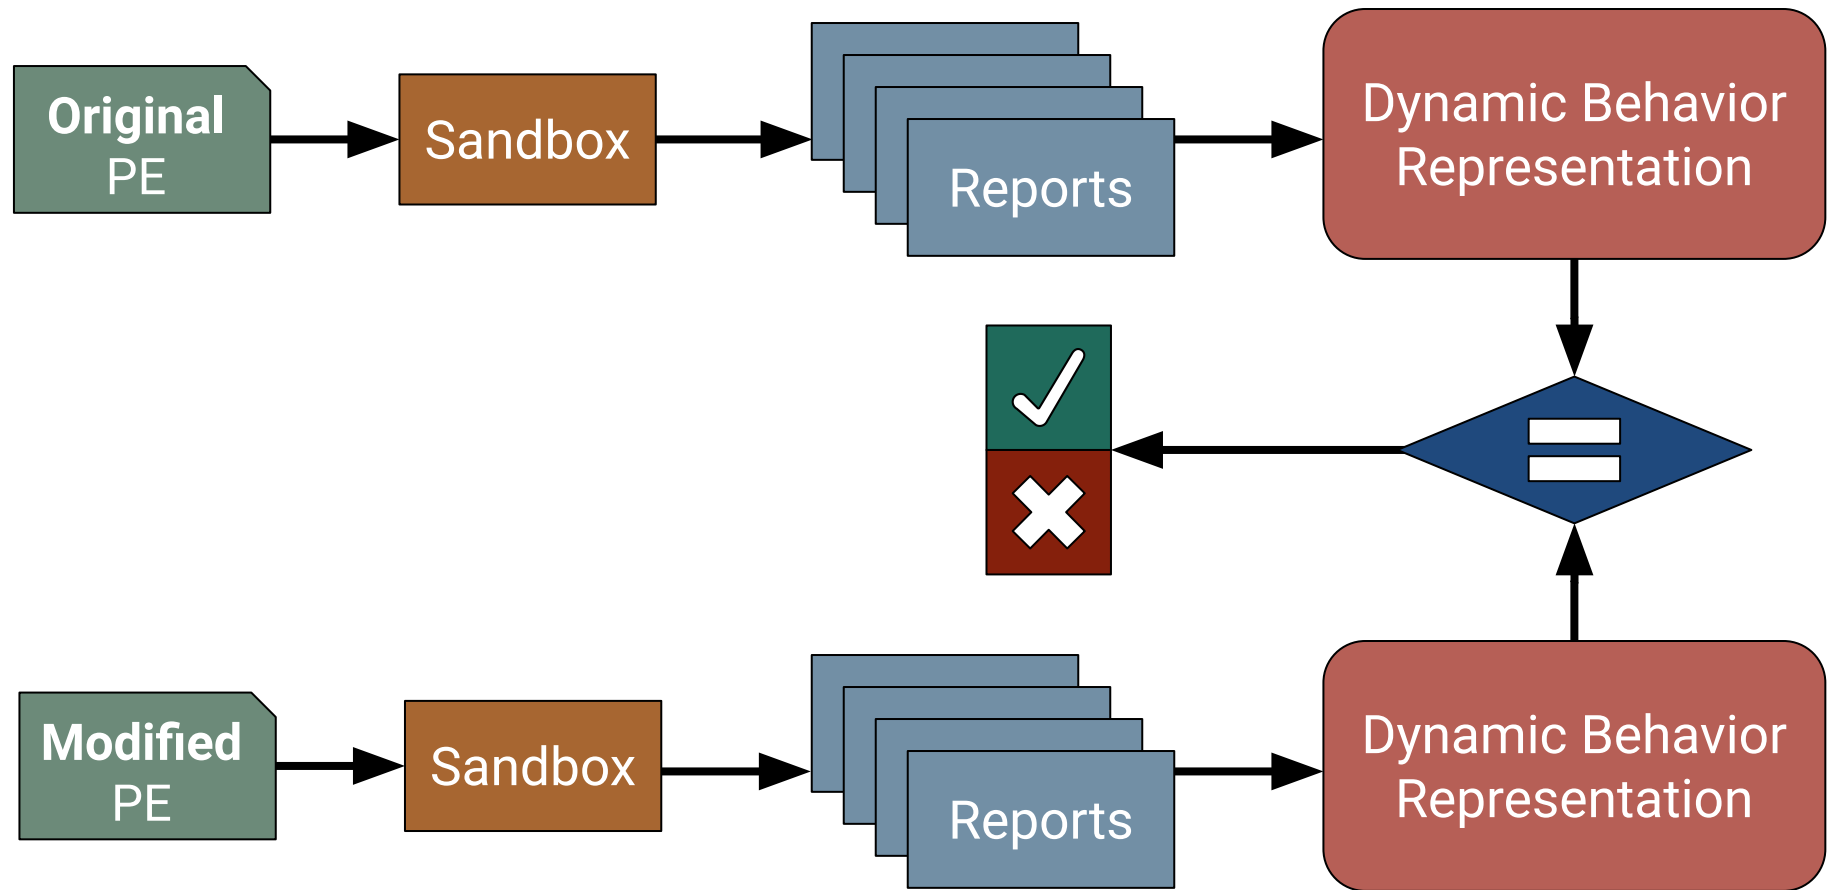 Original
PE
Sandbox
Reports
Dynamic Behavior
Representation
Modified
PE
Sandbox
Reports
Dynamic Behavior
Representation